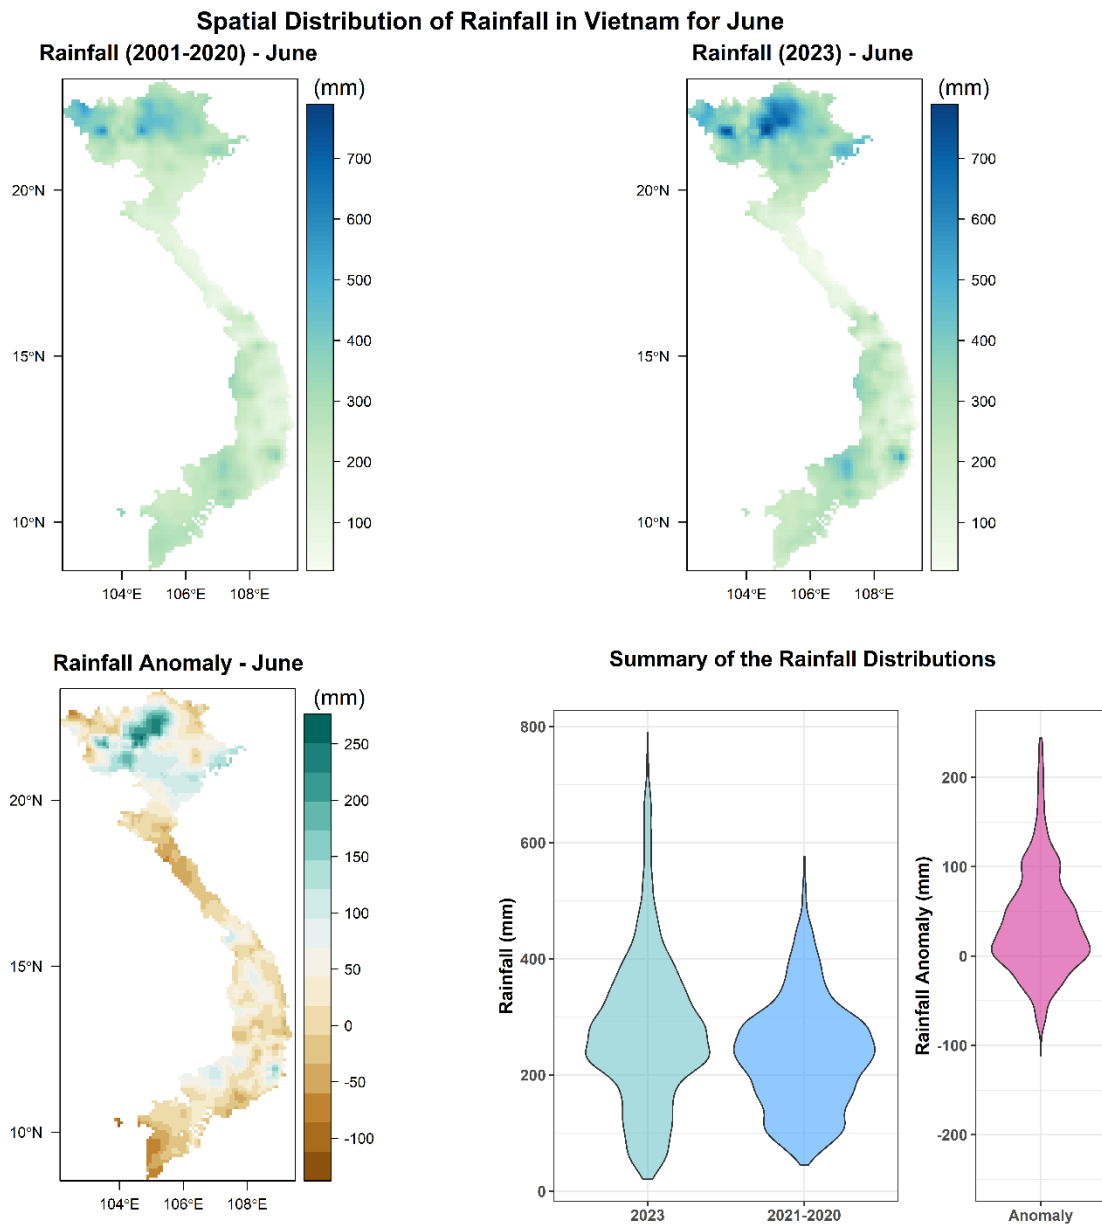 Spatial Distribution of Rainfall in Vietnam for June
Rainfall (2001-2020) - June
(mm)
700
600
500
400
300
200
100
20°N
15°N
10°N
104°E 106°E 108°E
Rainfall (2023) - June
(mm)
700
600
500
400
300
200
100
20°N
15°N
10°N
104°E 106°E 108°E
Rainfall Anomaly - June
(mm)
250
200
150
100
50
0
-50
-100
20°N
15°N
10°N
104°E 106°E 108°E
Summary of the Rainfall Distributions
Rainfall (mm)
800
600
400
200
0
2023 2021-2020
Rainfall Anomaly (mm)
200
100
0
-100
-200
Anomaly